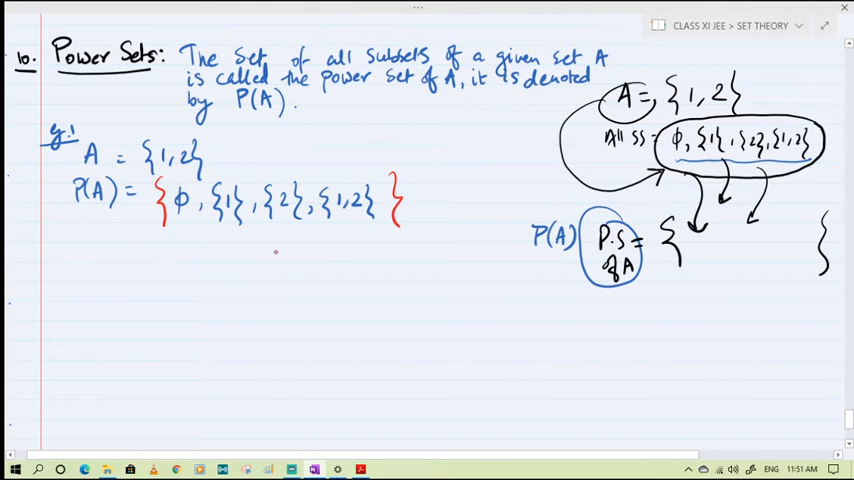 CLASS XI JEE > SET THEORY
10. Power Sets: The set of all subsets of a given set A
is called the power set of A, it is denoted
by P(A).
A = {1, 2}
All SS = ϕ, {1}, {2}, {1, 2}
e.g.1
A = {1, 2}
P(A) = { ϕ, {1}, {2}, {1, 2} }
P(A) P.S = { }
of A
ENG 11:51 AM